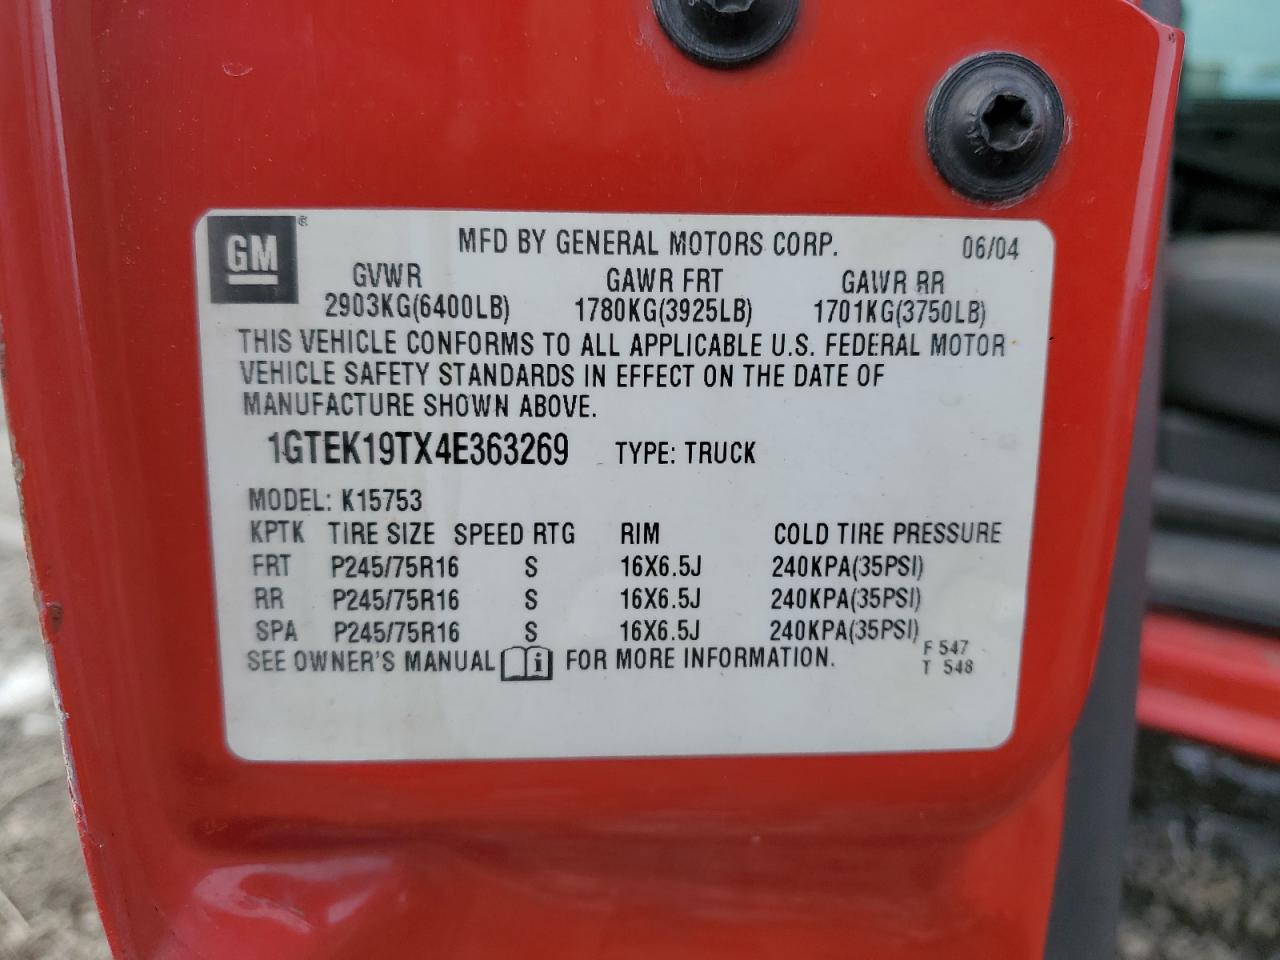 GM ® MFD BY GENERAL MOTORS CORP. 06/04
GVWR GAWR FRT GAWR RR
2903KG(6400LB) 1780KG(3925LB) 1701KG(3750LB)
THIS VEHICLE CONFORMS TO ALL APPLICABLE U.S. FEDERAL MOTOR
VEHICLE SAFETY STANDARDS IN EFFECT ON THE DATE OF
MANUFACTURE SHOWN ABOVE.
1GTEK19TX4E363269 TYPE: TRUCK
MODEL: K15753
KPTK TIRE SIZE SPEED RTG RIM COLD TIRE PRESSURE
FRT P245/75R16 S 16X6.5J 240KPA(35PSI)
RR P245/75R16 S 16X6.5J 240KPA(35PSI)
SPA P245/75R16 S 16X6.5J 240KPA(35PSI)
SEE OWNER'S MANUAL i FOR MORE INFORMATION. F 547
T 548